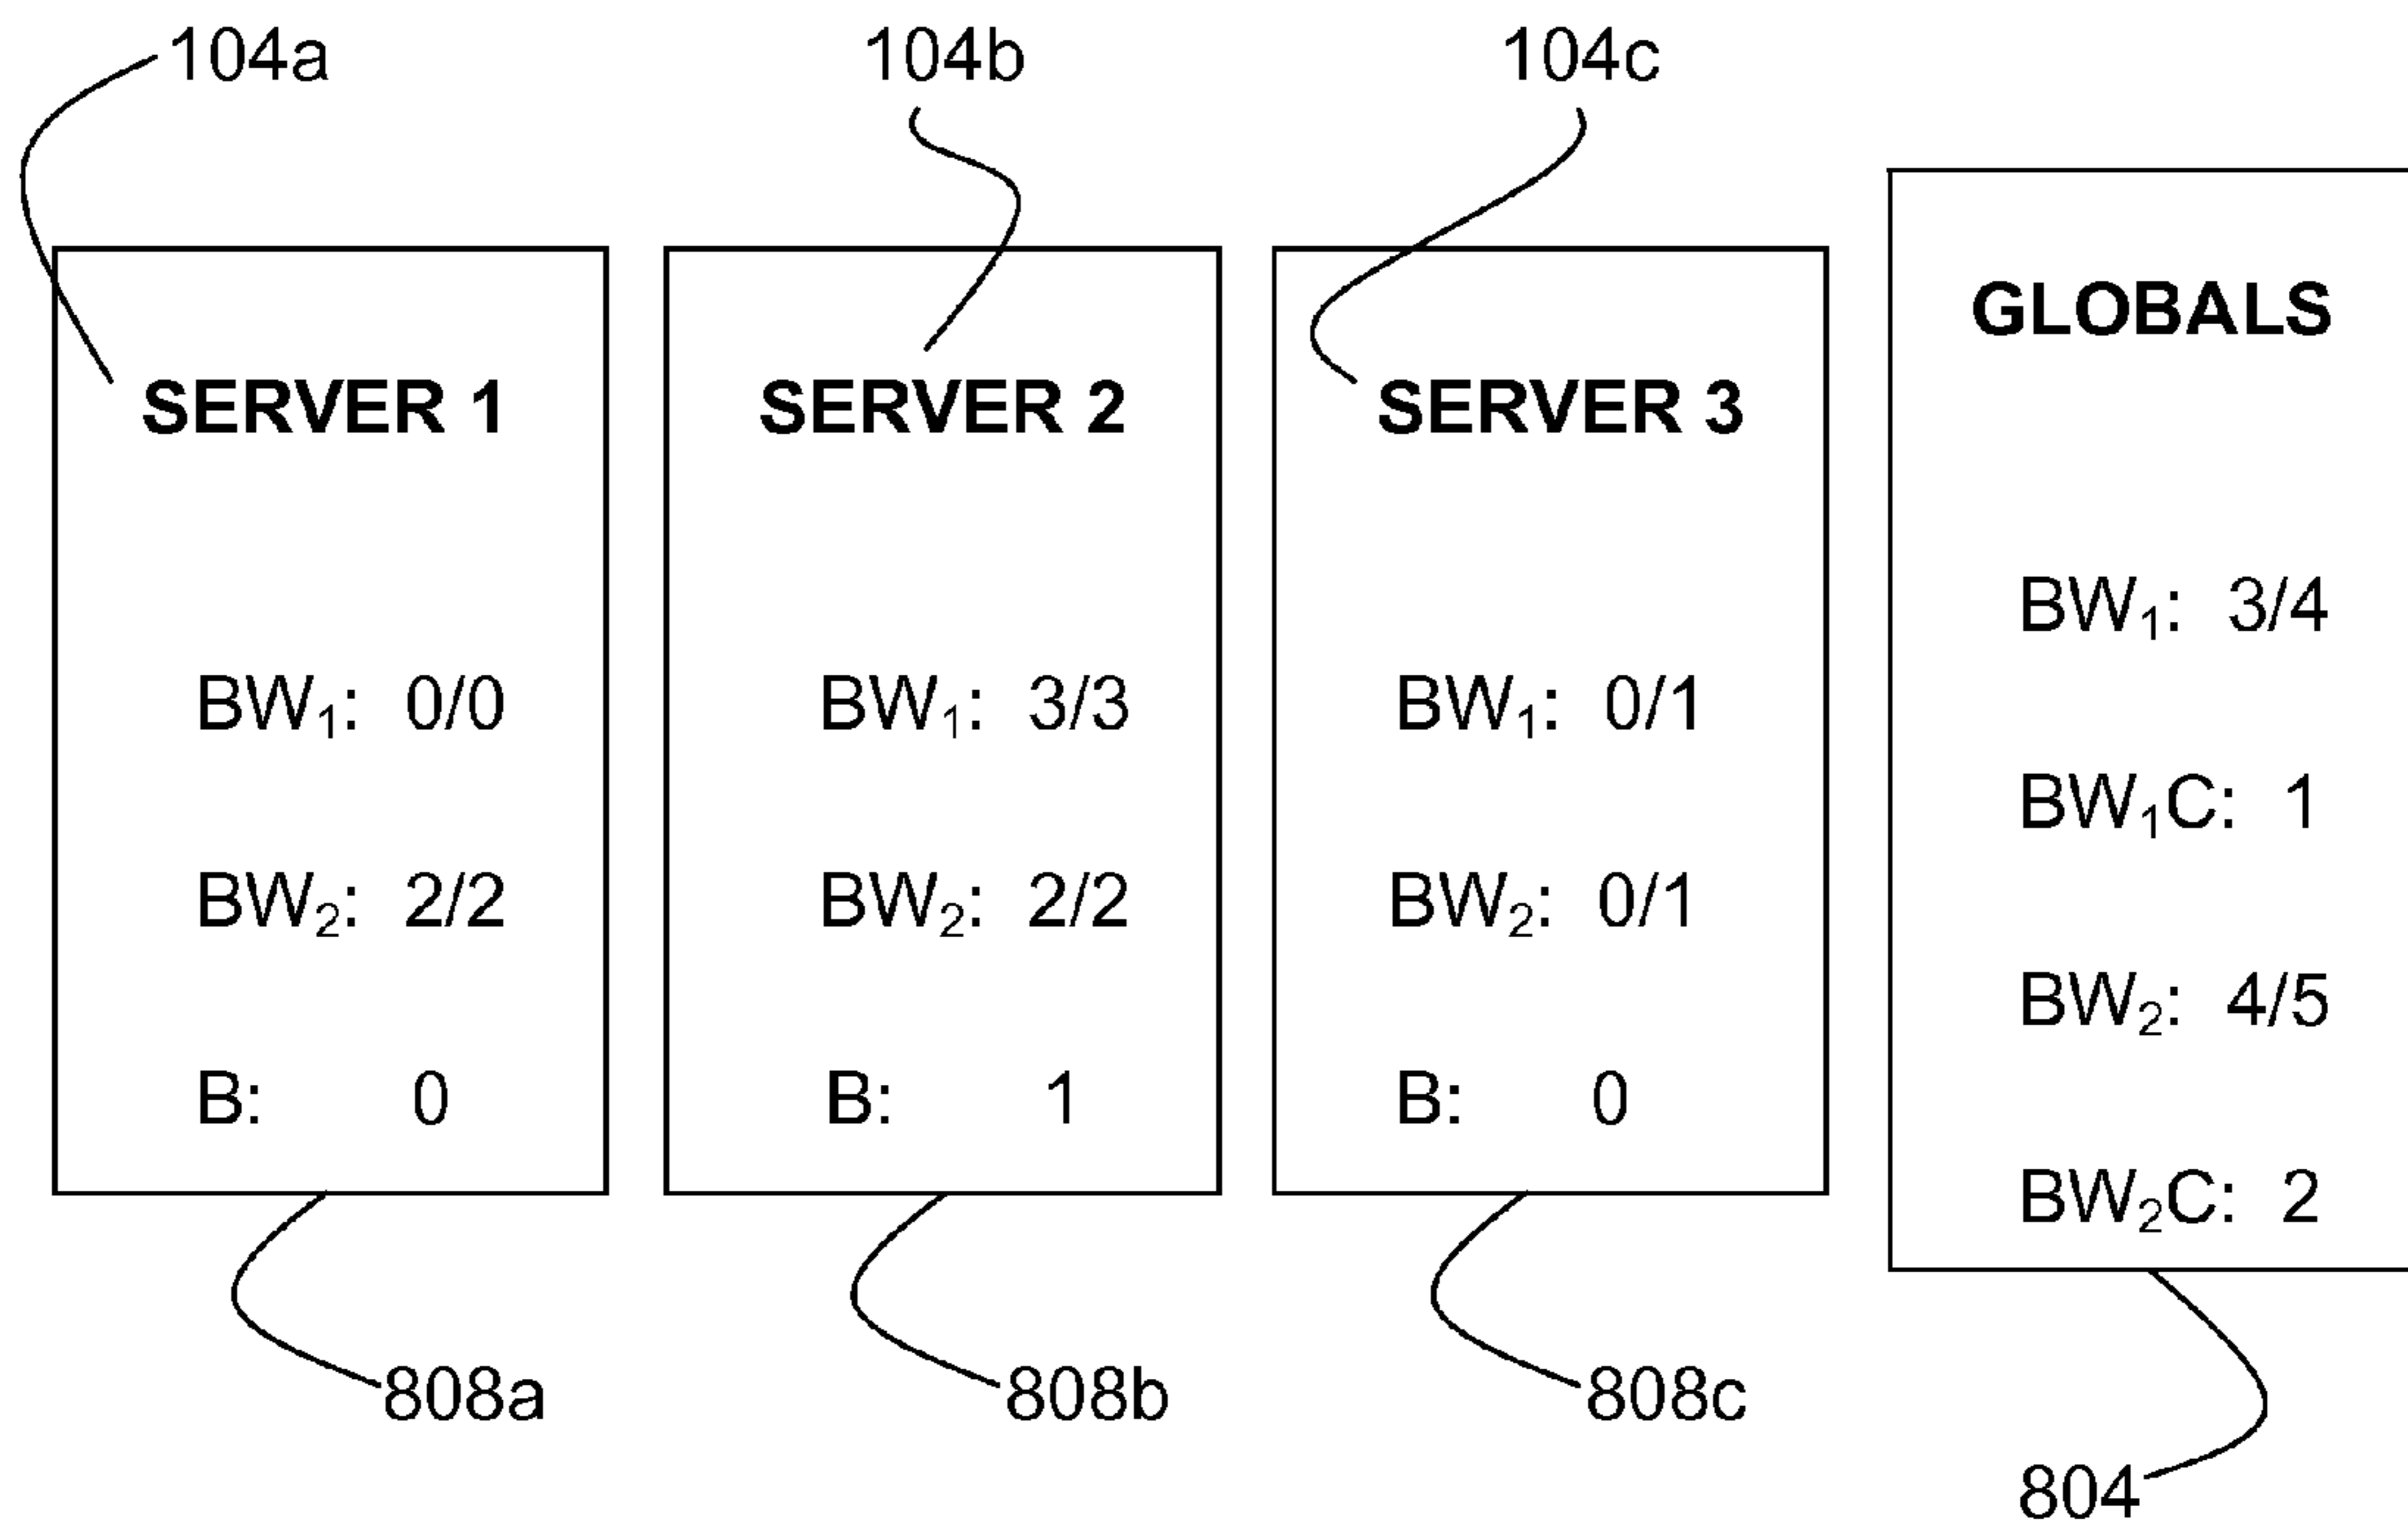 104a
104b
104c
SERVER 1
BW₁: 0/0
BW₂: 2/2
B: 0
SERVER 2
BW₁: 3/3
BW₂: 2/2
B: 1
SERVER 3
BW₁: 0/1
BW₂: 0/1
B: 0
GLOBALS
BW₁: 3/4
BW₁C: 1
BW₂: 4/5
BW₂C: 2
808a
808b
808c
804